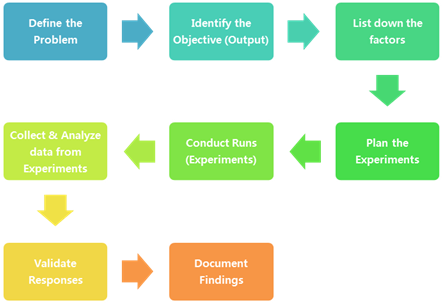 Define the
Problem
Identify the
Objective (Output)
List down the
factors
Plan the
Experiments
Conduct Runs
(Experiments)
Collect & Analyze
data from
Experiments
Validate
Responses
Document
Findings